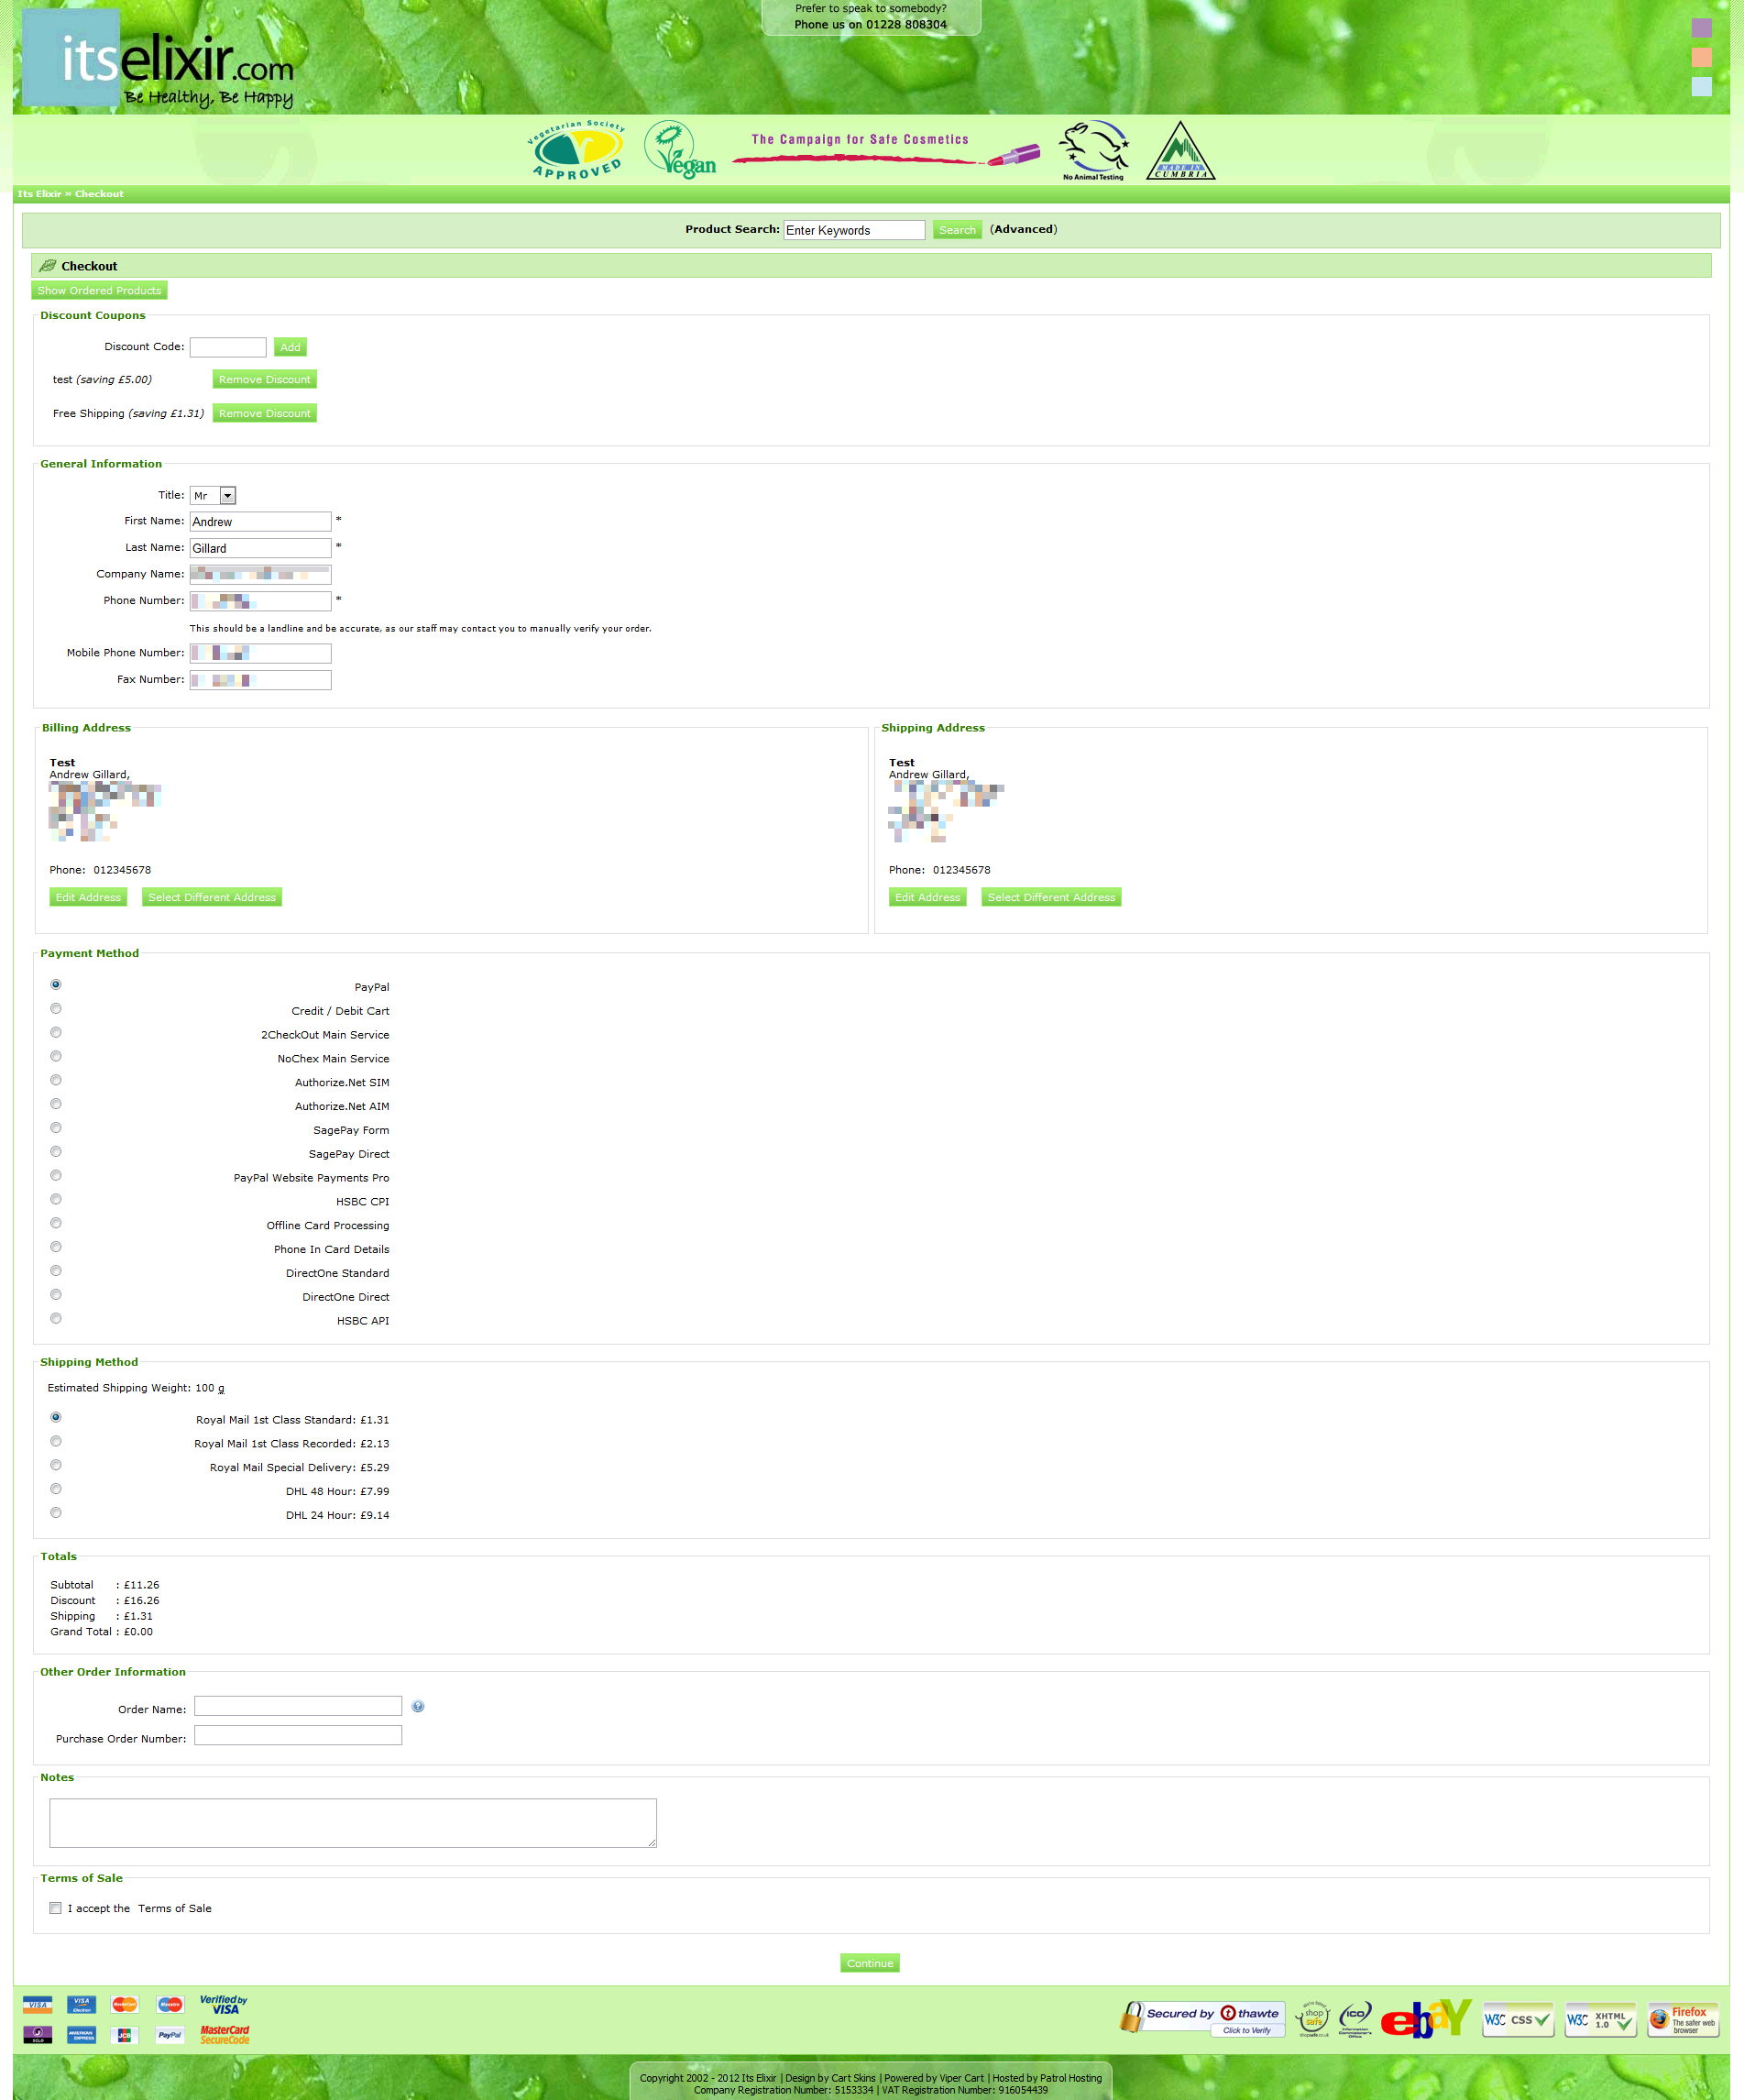 Prefer to speak to somebody?
Phone us on 01228 808304
itselixir.com
Be Healthy, Be Happy
Vegetarian Society
APPROVED
Vegan
The Campaign for Safe Cosmetics
No Animal Testing
MADE IN
CUMBRIA
Its Elixir » Checkout
Product Search: Enter Keywords Search (Advanced)
Checkout
Show Ordered Products
Discount Coupons
Discount Code: Add
test (saving £5.00) Remove Discount
Free Shipping (saving £1.31) Remove Discount
General Information
Title: Mr
First Name: Andrew *
Last Name: Gillard *
Company Name:
Phone Number: *
This should be a landline and be accurate, as our staff may contact you to manually verify your order.
Mobile Phone Number:
Fax Number:
Billing Address
Test
Andrew Gillard,
Phone: 012345678
Edit Address Select Different Address
Shipping Address
Test
Andrew Gillard,
Phone: 012345678
Edit Address Select Different Address
Payment Method
PayPal
Credit / Debit Cart
2CheckOut Main Service
NoChex Main Service
Authorize.Net SIM
Authorize.Net AIM
SagePay Form
SagePay Direct
PayPal Website Payments Pro
HSBC CPI
Offline Card Processing
Phone In Card Details
DirectOne Standard
DirectOne Direct
HSBC API
Shipping Method
Estimated Shipping Weight: 100 g
Royal Mail 1st Class Standard: £1.31
Royal Mail 1st Class Recorded: £2.13
Royal Mail Special Delivery: £5.29
DHL 48 Hour: £7.99
DHL 24 Hour: £9.14
Totals
Subtotal : £11.26
Discount : £16.26
Shipping : £1.31
Grand Total : £0.00
Other Order Information
Order Name:
Purchase Order Number:
Notes
Terms of Sale
I accept the Terms of Sale
Continue
VISA VISA Electron MasterCard Maestro Verified by VISA
SOLO AMERICAN EXPRESS JCB PayPal MasterCard SecureCode
Secured by thawte
Click to Verify
shop safe
ico
Information Commissioner's Office
ebaY
W3C CSS
W3C XHTML 1.0
Firefox
The safer web browser
Copyright 2002 - 2012 Its Elixir | Design by Cart Skins | Powered by Viper Cart | Hosted by Patrol Hosting
Company Registration Number: 5153334 | VAT Registration Number: 916054439